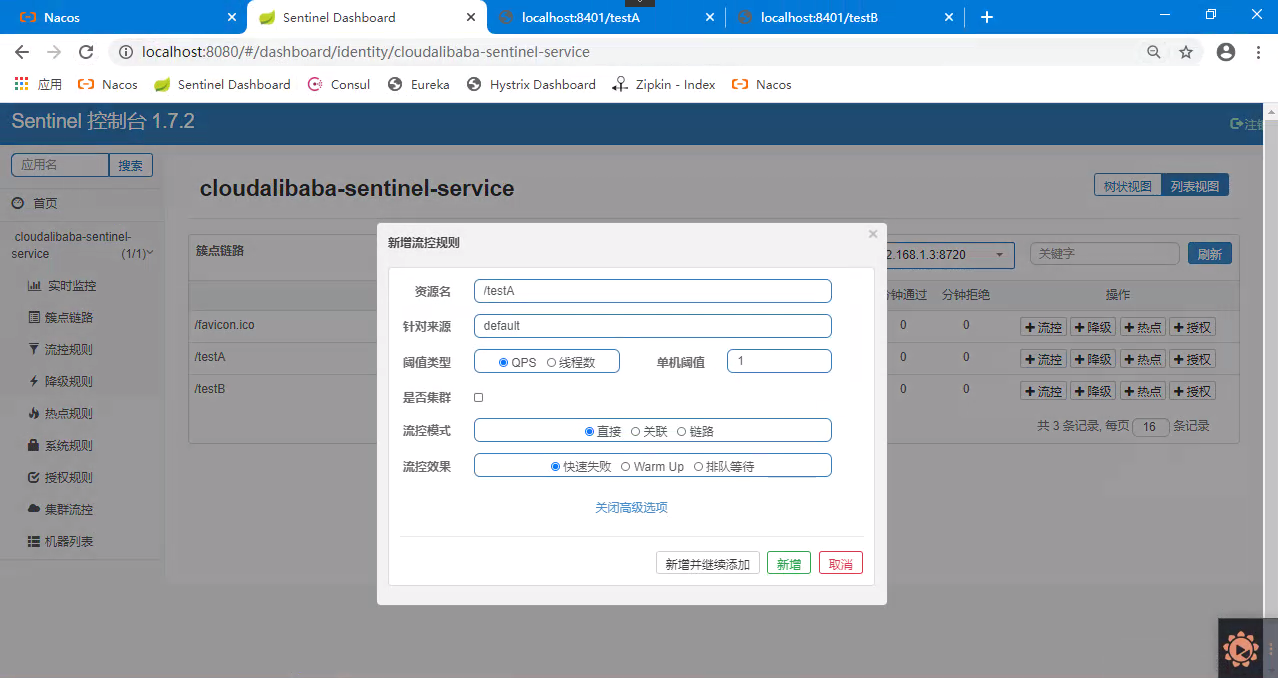 Nacos
Sentinel Dashboard
localhost:8401/testA
localhost:8401/testB
localhost:8080/#/dashboard/identity/cloudalibaba-sentinel-service
应用
Nacos
Sentinel Dashboard
Consul
Eureka
Hystrix Dashboard
Zipkin - Index
Nacos
Sentinel 控制台 1.7.2
应用名
搜索
首页
cloudalibaba-sentinel-
service
(1/1)
实时监控
簇点链路
流控规则
降级规则
热点规则
系统规则
授权规则
集群流控
机器列表
cloudalibaba-sentinel-service
树状视图
列表视图
簇点链路
2.168.1.3:8720
关键字
刷新
钟通过
分钟拒绝
操作
/favicon.ico
0
0
流控
降级
热点
授权
/testA
0
0
流控
降级
热点
授权
/testB
0
0
流控
降级
热点
授权
共 3 条记录, 每页 16 条记录
新增流控规则
资源名
/testA
针对来源
default
阈值类型
QPS
线程数
单机阈值
1
是否集群
流控模式
直接
关联
链路
流控效果
快速失败
Warm Up
排队等待
关闭高级选项
新增并继续添加
新增
取消